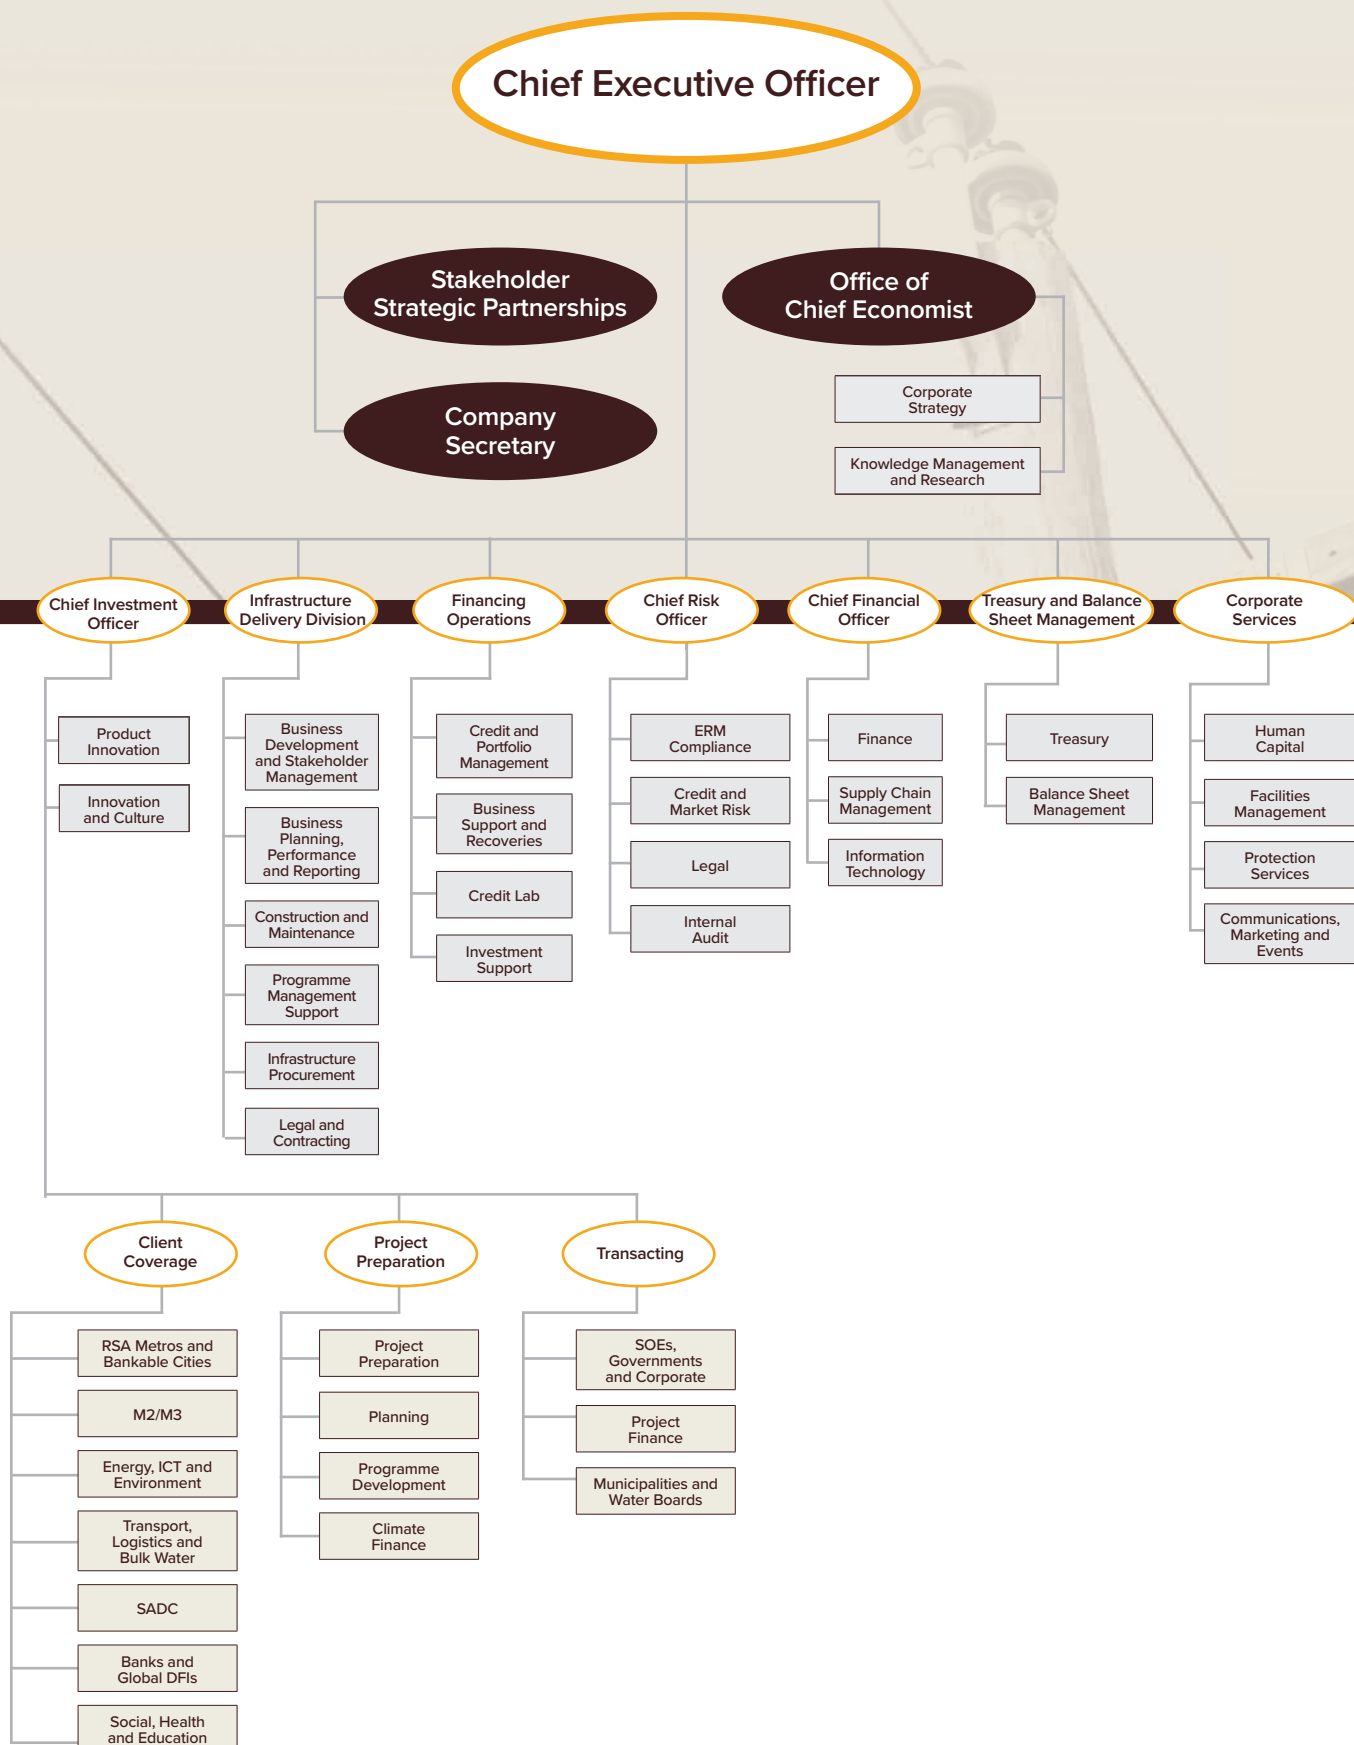 Chief Executive Officer
Stakeholder
Strategic Partnerships
Office of
Chief Economist
Corporate
Strategy
Company
Secretary
Knowledge Management
and Research
Chief Investment
Officer
Infrastructure
Delivery Division
Financing
Operations
Chief Risk
Officer
Chief Financial
Officer
Treasury and Balance
Sheet Management
Corporate
Services
Product
Innovation
Innovation
and Culture
Business
Development
and Stakeholder
Management
Business
Planning,
Performance
and Reporting
Construction and
Maintenance
Programme
Management
Support
Infrastructure
Procurement
Legal and
Contracting
Credit and
Portfolio
Management
Business
Support and
Recoveries
Credit Lab
Investment
Support
ERM
Compliance
Credit and
Market Risk
Legal
Internal
Audit
Finance
Supply Chain
Management
Information
Technology
Treasury
Balance Sheet
Management
Human
Capital
Facilities
Management
Protection
Services
Communications,
Marketing and
Events
Client
Coverage
Project
Preparation
Transacting
RSA Metros and
Bankable Cities
M2/M3
Energy, ICT and
Environment
Transport,
Logistics and
Bulk Water
SADC
Banks and
Global DFIs
Social, Health
and Education
Project
Preparation
Planning
Programme
Development
Climate
Finance
SOEs,
Governments
and Corporate
Project
Finance
Municipalities and
Water Boards